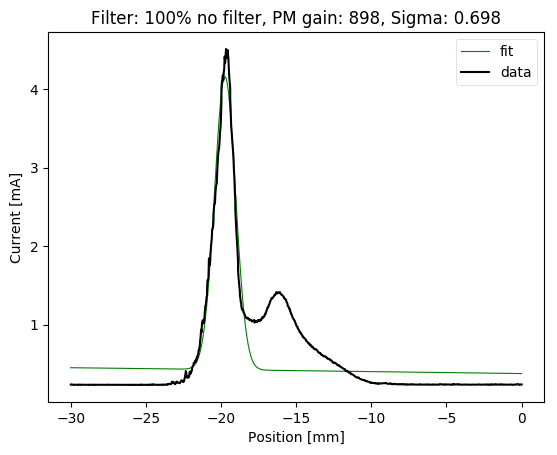 Filter: 100% no filter, PM gain: 898, Sigma: 0.698
fit
data
Current [mA]
4
3
2
1
−30 −25 −20 −15 −10 −5 0
Position [mm]